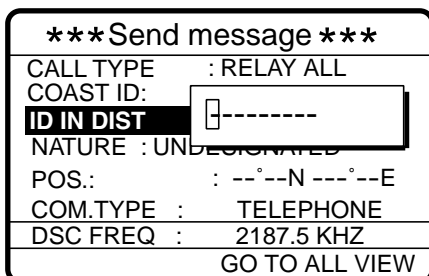 ***Send message ***
CALL TYPE : RELAY ALL
COAST ID:
ID IN DIST ---------
NATURE : UNDESIGNATED
POS.: : --°--N ---°--E
COM.TYPE : TELEPHONE
DSC FREQ : 2187.5 KHZ
GO TO ALL VIEW